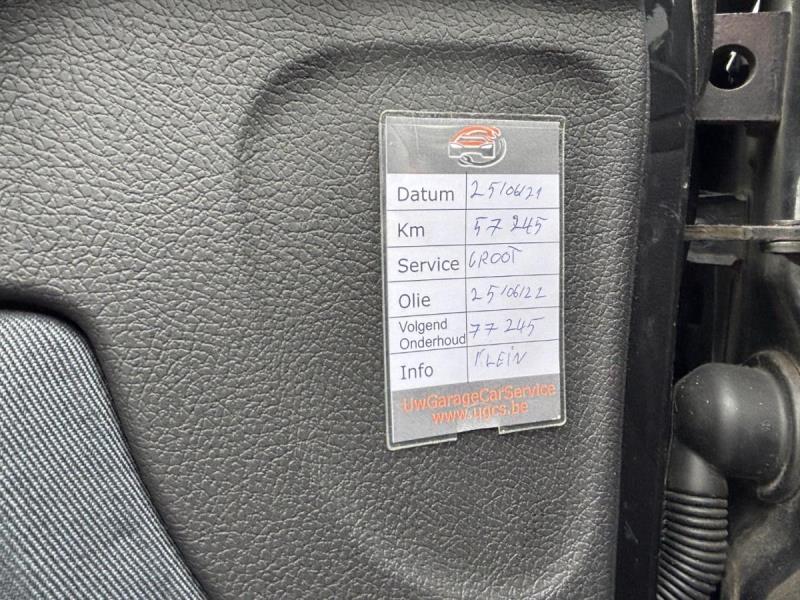 Datum 25/06/21
Km 57 245
Service GROOT
Olie 25/06/22
Volgend Onderhoud 77 245
Info KLEIN
UwGarageCarService
www.ugcs.be